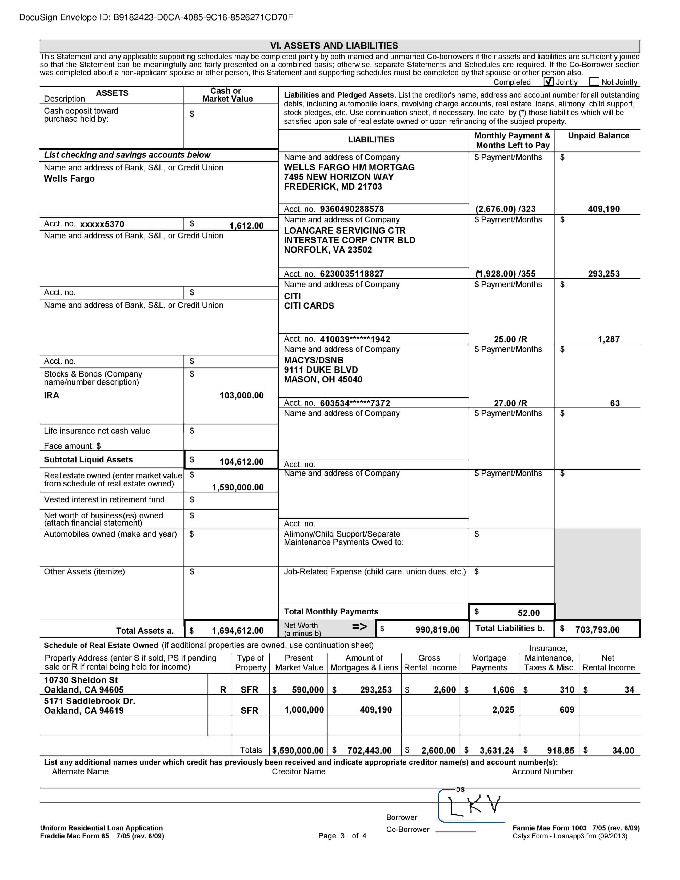 DocuSign Envelope ID: B9182423-D0CA-4085-9C16-8526271CD70F
VI. ASSETS AND LIABILITIES
This Statement and any applicable supporting schedules may be completed jointly by both married and unmarried Co-borrowers if their assets and liabilities are sufficiently joined
so that the Statement can be meaningfully and fairly presented on a combined basis; otherwise, separate Statements and Schedules are required. If the Co-Borrower section
was completed about a non-applicant spouse or other person, this Statement and supporting schedules must be completed by that spouse or other person also.
Completed ☑ Jointly ☐ Not Jointly
ASSETS
Description
Cash or
Market Value
Cash deposit toward
purchase held by:
$
List checking and savings accounts below
Name and address of Bank, S&L, or Credit Union
Wells Fargo
Acct. no. xxxxx5370 $ 1,612.00
Name and address of Bank, S&L, or Credit Union
Acct. no. $
Name and address of Bank, S&L, or Credit Union
Acct. no. $
Stocks & Bonds (Company
name/number description)
$
IRA 103,000.00
Life insurance net cash value $
Face amount: $
Subtotal Liquid Assets $ 104,612.00
Real estate owned (enter market value
from schedule of real estate owned)
$ 1,590,000.00
Vested interest in retirement fund $
Net worth of business(es) owned
(attach financial statement)
$
Automobiles owned (make and year) $
Other Assets (itemize) $
Total Assets a. $ 1,694,612.00
Liabilities and Pledged Assets. List the creditor's name, address and account number for all outstanding
debts, including automobile loans, revolving charge accounts, real estate loans, alimony, child support,
stock pledges, etc. Use continuation sheet, if necessary. Indicate by (*) those liabilities which will be
satisfied upon sale of real estate owned or upon refinancing of the subject property.
LIABILITIES
Monthly Payment &
Months Left to Pay
Unpaid Balance
Name and address of Company $ Payment/Months $
WELLS FARGO HM MORTGAG
7495 NEW HORIZON WAY
FREDERICK, MD 21703
Acct. no. 9360490288578 (2,676.00) /323 409,190
Name and address of Company $ Payment/Months $
LOANCARE SERVICING CTR
INTERSTATE CORP CNTR BLD
NORFOLK, VA 23502
Acct. no. 6230035118827 (*1,928.00) /355 293,253
Name and address of Company $ Payment/Months $
CITI
CITI CARDS
Acct. no. 410039******1942 25.00 /R 1,287
Name and address of Company $ Payment/Months $
MACYS/DSNB
9111 DUKE BLVD
MASON, OH 45040
Acct. no. 603534******7372 27.00 /R 63
Name and address of Company $ Payment/Months $
Acct. no.
Name and address of Company $ Payment/Months $
Acct. no.
Alimony/Child Support/Separate
Maintenance Payments Owed to:
$
Job-Related Expense (child care, union dues, etc.) $
Total Monthly Payments $ 52.00
Net Worth
(a minus b)
=> $ 990,819.00 Total Liabilities b. $ 703,793.00
Schedule of Real Estate Owned (If additional properties are owned, use continuation sheet)
Property Address (enter S if sold, PS if pending
sale or R if rental being held for income)
Type of
Property
Present
Market Value
Amount of
Mortgages & Liens
Gross
Rental Income
Mortgage
Payments
Insurance,
Maintenance,
Taxes & Misc.
Net
Rental Income
10730 Sheldon St
Oakland, CA 94605 R SFR $ 590,000 $ 293,253 $ 2,600 $ 1,606 $ 310 $ 34
5171 Saddlebrook Dr.
Oakland, CA 94619 SFR 1,000,000 409,190 2,025 609
Totals $,590,000.00 $ 702,443.00 $ 2,600.00 $ 3,631.24 $ 918.65 $ 34.00
List any additional names under which credit has previously been received and indicate appropriate creditor name(s) and account number(s):
Alternate Name Creditor Name Account Number
DS
LKV
Borrower
Co-Borrower
Uniform Residential Loan Application
Freddie Mac Form 65 7/05 (rev. 6/09)
Page 3 of 4
Fannie Mae Form 1003 7/05 (rev. 6/09)
Calyx Form - Loanapp3.frm (09/2013)